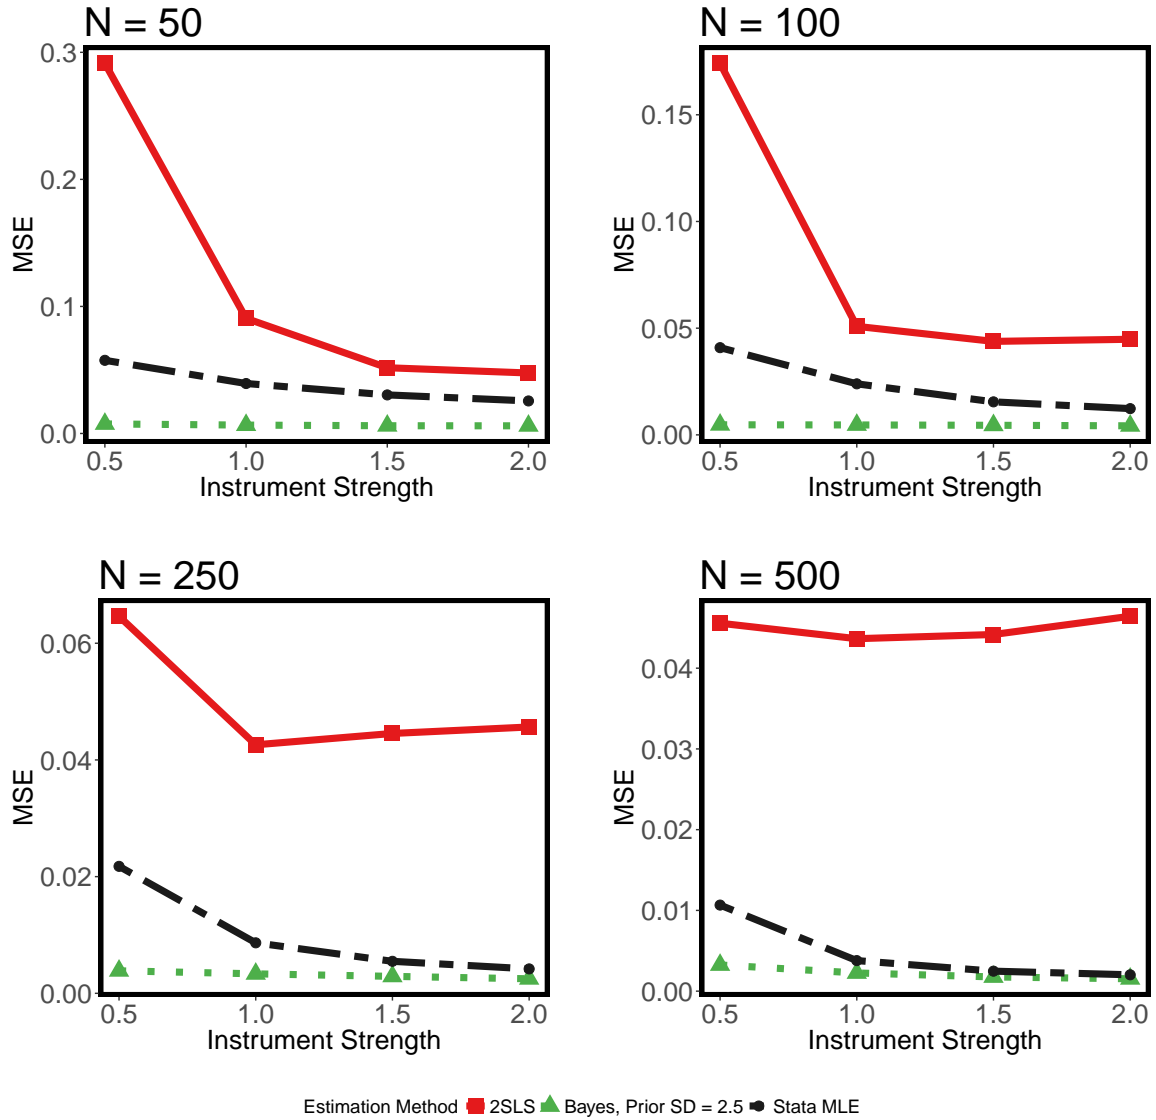 N = 50
0.3
0.2
0.1
0.0
MSE
0.5 1.0 1.5 2.0
Instrument Strength
N = 100
0.15
0.10
0.05
0.00
MSE
0.5 1.0 1.5 2.0
Instrument Strength
N = 250
0.06
0.04
0.02
0.00
MSE
0.5 1.0 1.5 2.0
Instrument Strength
N = 500
0.04
0.03
0.02
0.01
0.00
MSE
0.5 1.0 1.5 2.0
Instrument Strength
Estimation Method 2SLS Bayes, Prior SD = 2.5 Stata MLE